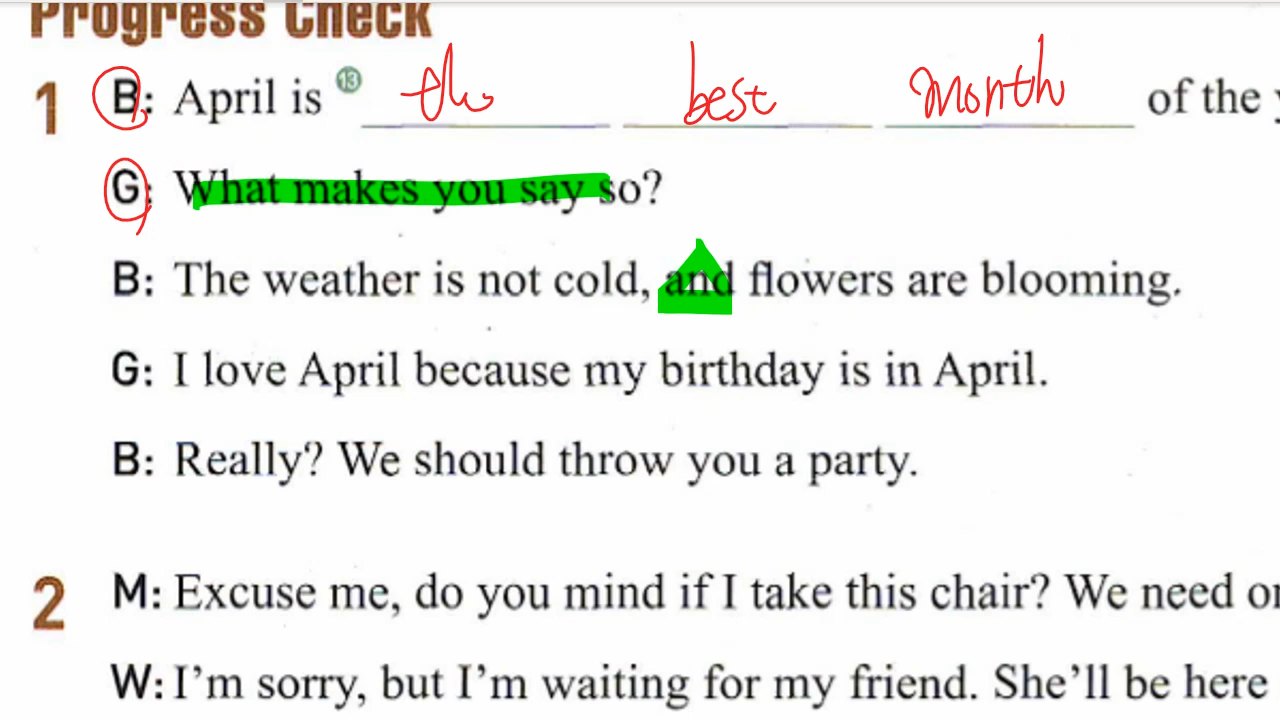 Progress Check
1 B: April is ⑬ the best month of the
G: What makes you say so?
B: The weather is not cold, and flowers are blooming.
G: I love April because my birthday is in April.
B: Really? We should throw you a party.
2 M: Excuse me, do you mind if I take this chair? We need
W: I'm sorry, but I'm waiting for my friend. She'll be here